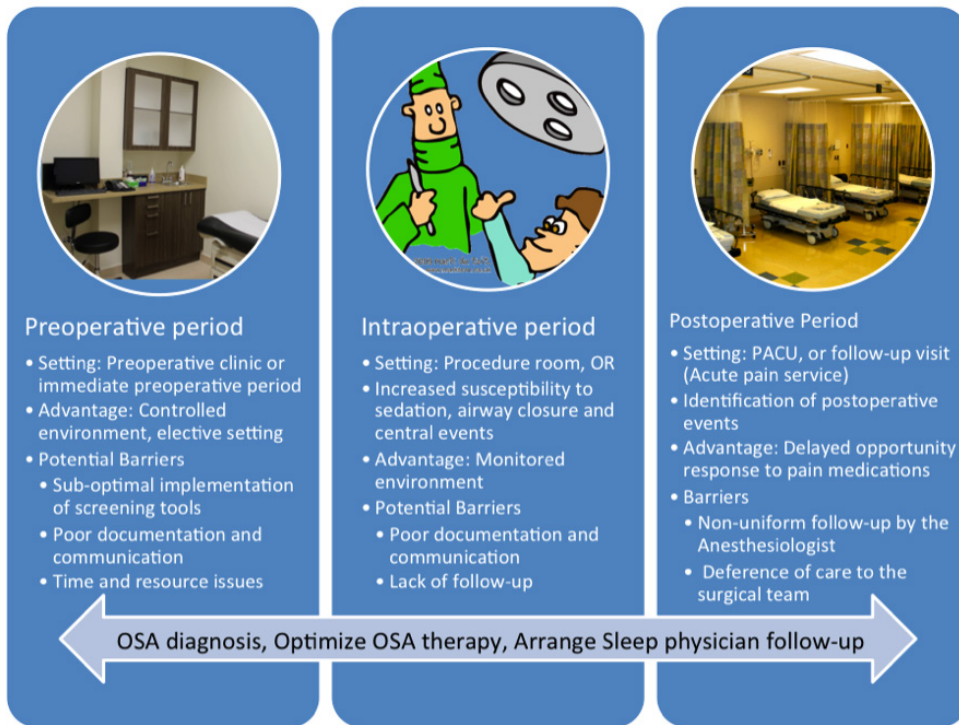 Preoperative period
• Setting: Preoperative clinic or
immediate preoperative period
• Advantage: Controlled
environment, elective setting
• Potential Barriers
• Sub-optimal implementation
of screening tools
• Poor documentation and
communication
• Time and resource issues
Intraoperative period
• Setting: Procedure room, OR
• Increased susceptibility to
sedation, airway closure and
central events
• Advantage: Monitored
environment
• Potential Barriers
• Poor documentation and
communication
• Lack of follow-up
Postoperative Period
• Setting: PACU, or follow-up visit
(Acute pain service)
• Identification of postoperative
events
• Advantage: Delayed opportunity
response to pain medications
• Barriers
• Non-uniform follow-up by the
Anesthesiologist
• Deference of care to the
surgical team
OSA diagnosis, Optimize OSA therapy, Arrange Sleep physician follow-up